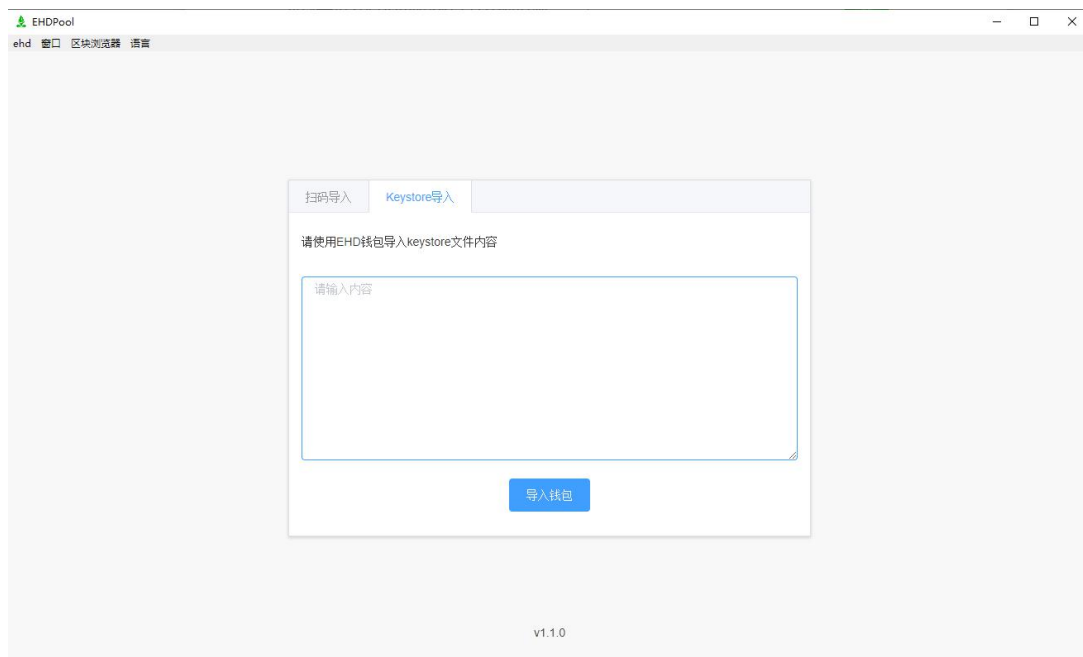 EHDPool
ehd 窗口 区块浏览器 语言
扫码导入 Keystore导入
请使用EHD钱包导入keystore文件内容
请输入内容
导入钱包
v1.1.0